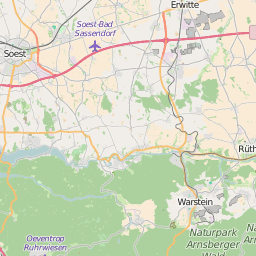 Erwitte
Soest-Bad
Sassendorf
Soest
Rüth
Warstein
Oeventrop
Ruhrwiesen
Naturpark
Arnsberger
Wald